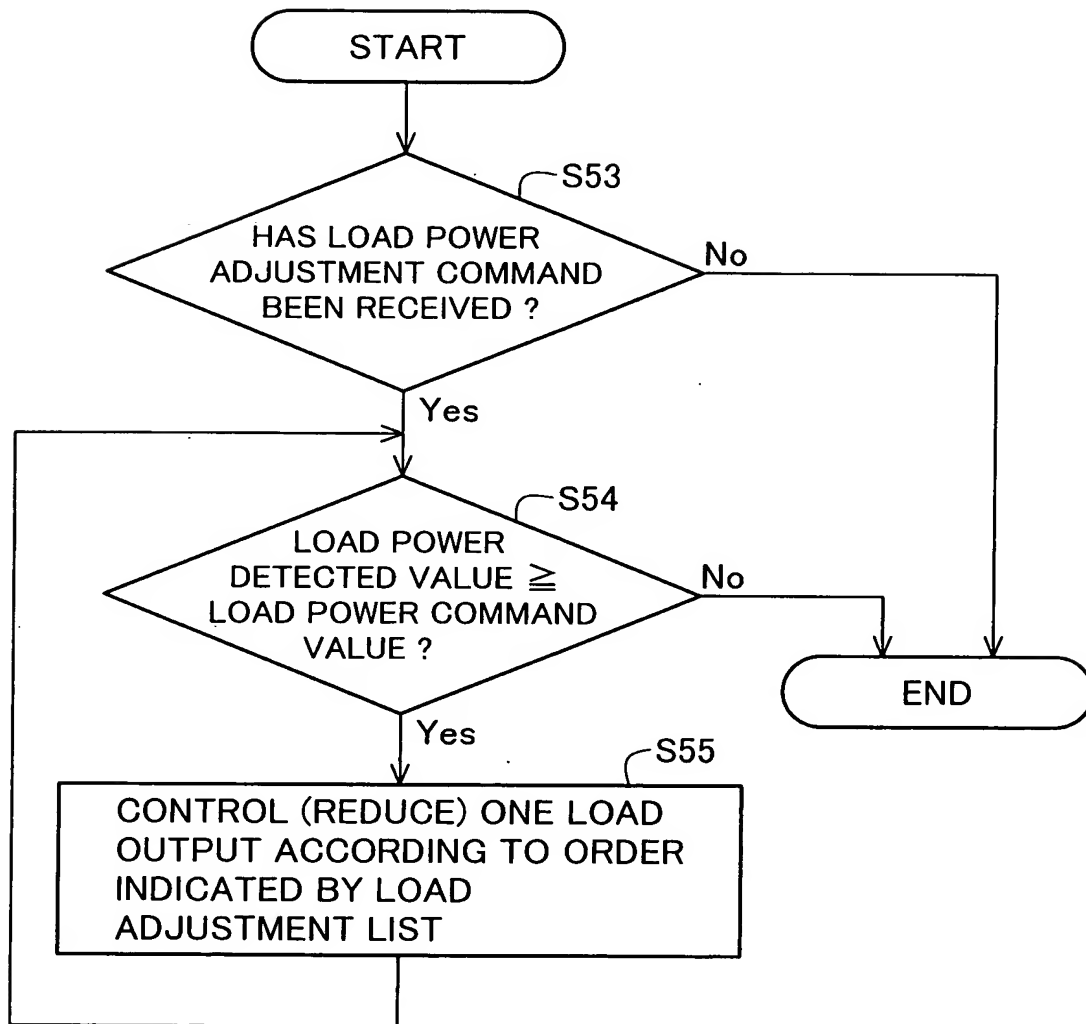 START
S53
HAS LOAD POWER
ADJUSTMENT COMMAND
BEEN RECEIVED ?
No
Yes
S54
LOAD POWER
DETECTED VALUE ≧
LOAD POWER COMMAND
VALUE ?
No
END
Yes
S55
CONTROL (REDUCE) ONE LOAD
OUTPUT ACCORDING TO ORDER
INDICATED BY LOAD
ADJUSTMENT LIST